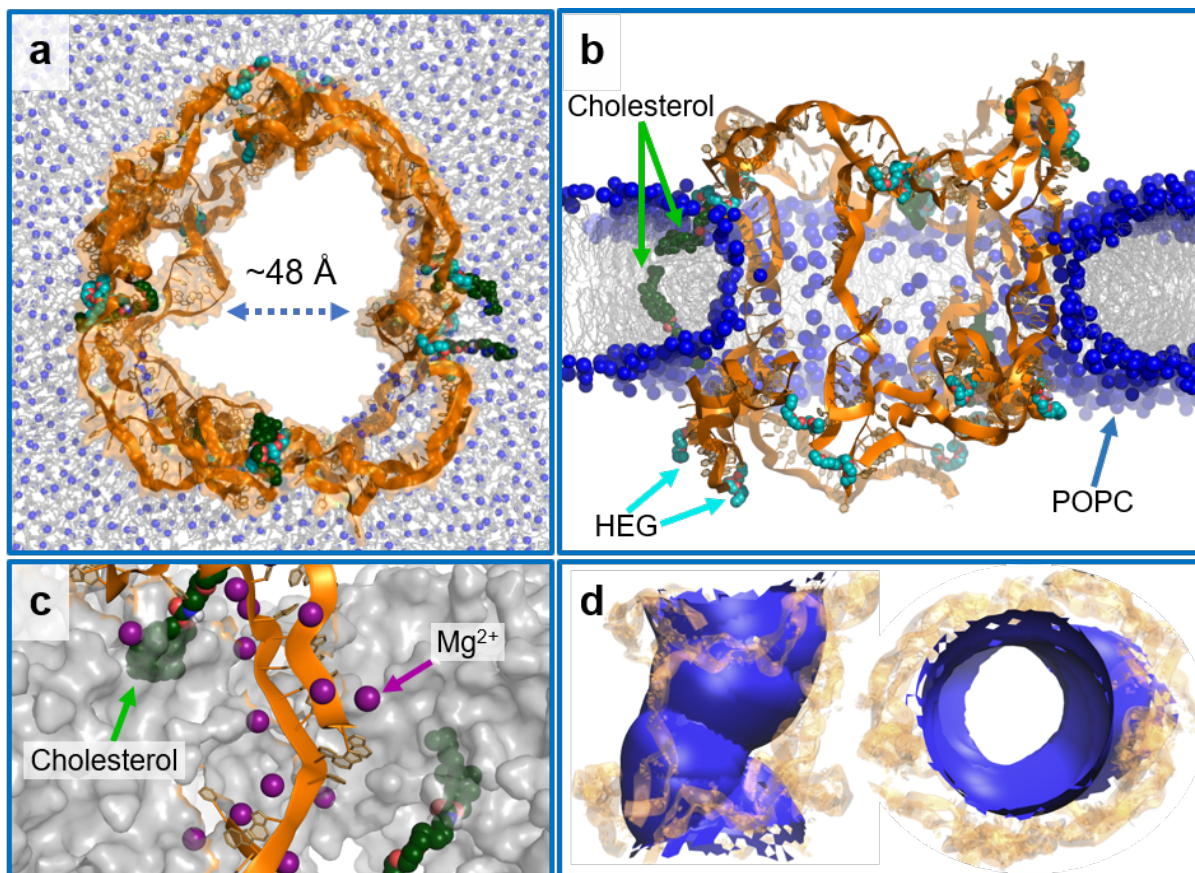 a
~48 Å
b
Cholesterol
HEG
POPC
c
Mg²⁺
Cholesterol
d